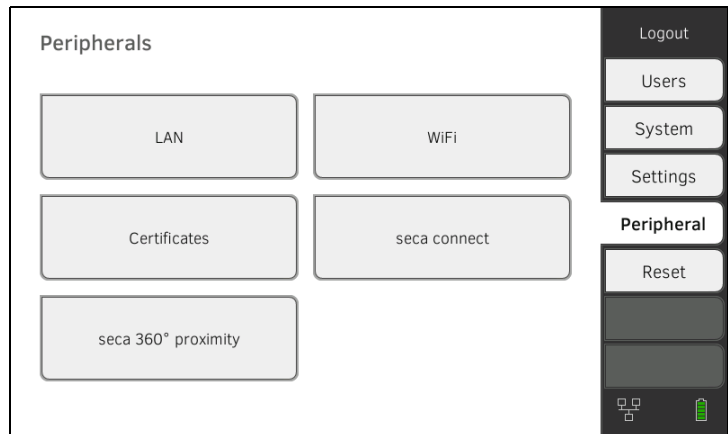 Peripherals
LAN
WiFi
Certificates
seca connect
seca 360° proximity
Logout
Users
System
Settings
Peripheral
Reset